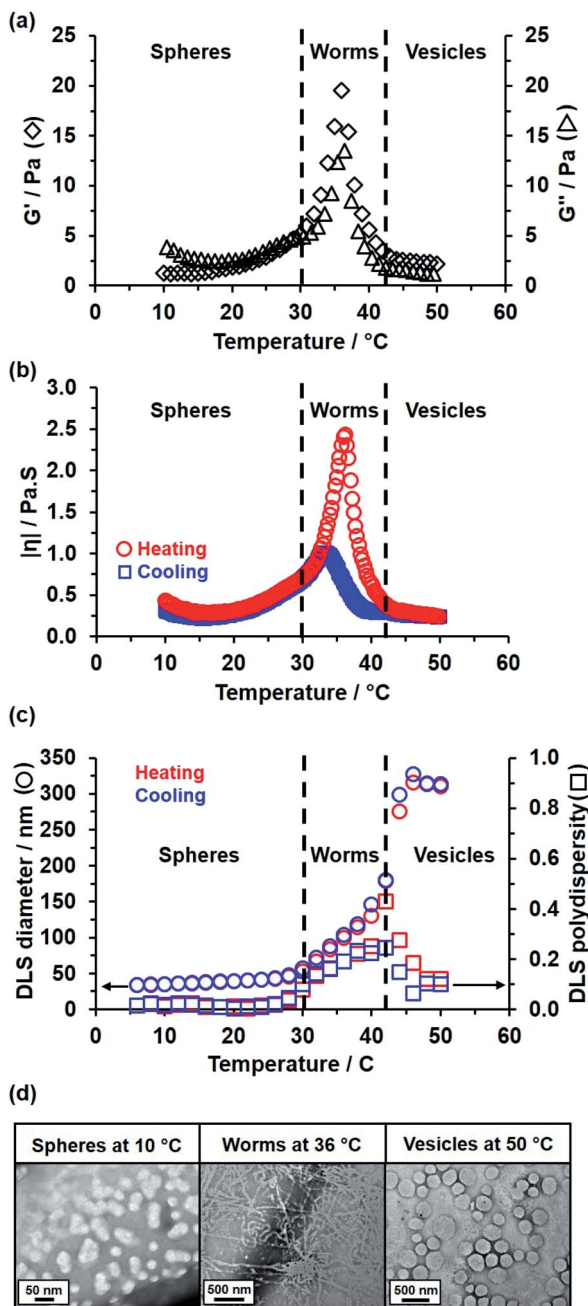 (a)
25
20
15
10
5
0
G' / Pa (◇)
Spheres
Worms
Vesicles
25
20
15
10
5
0
G'' / Pa (△)
0 10 20 30 40 50 60
Temperature / °C
(b)
3.0
2.5
2.0
1.5
1.0
0.5
0.0
|η| / Pa.S
Spheres
Worms
Vesicles
Heating
Cooling
0 10 20 30 40 50 60
Temperature / °C
(c)
350
300
250
200
150
100
50
0
DLS diameter / nm (○)
Heating
Cooling
Spheres
Worms
Vesicles
1.0
0.8
0.6
0.4
0.2
0.0
DLS polydispersity (□)
0 10 20 30 40 50 60
Temperature / C
(d)
Spheres at 10 °C
Worms at 36 °C
Vesicles at 50 °C
50 nm
500 nm
500 nm